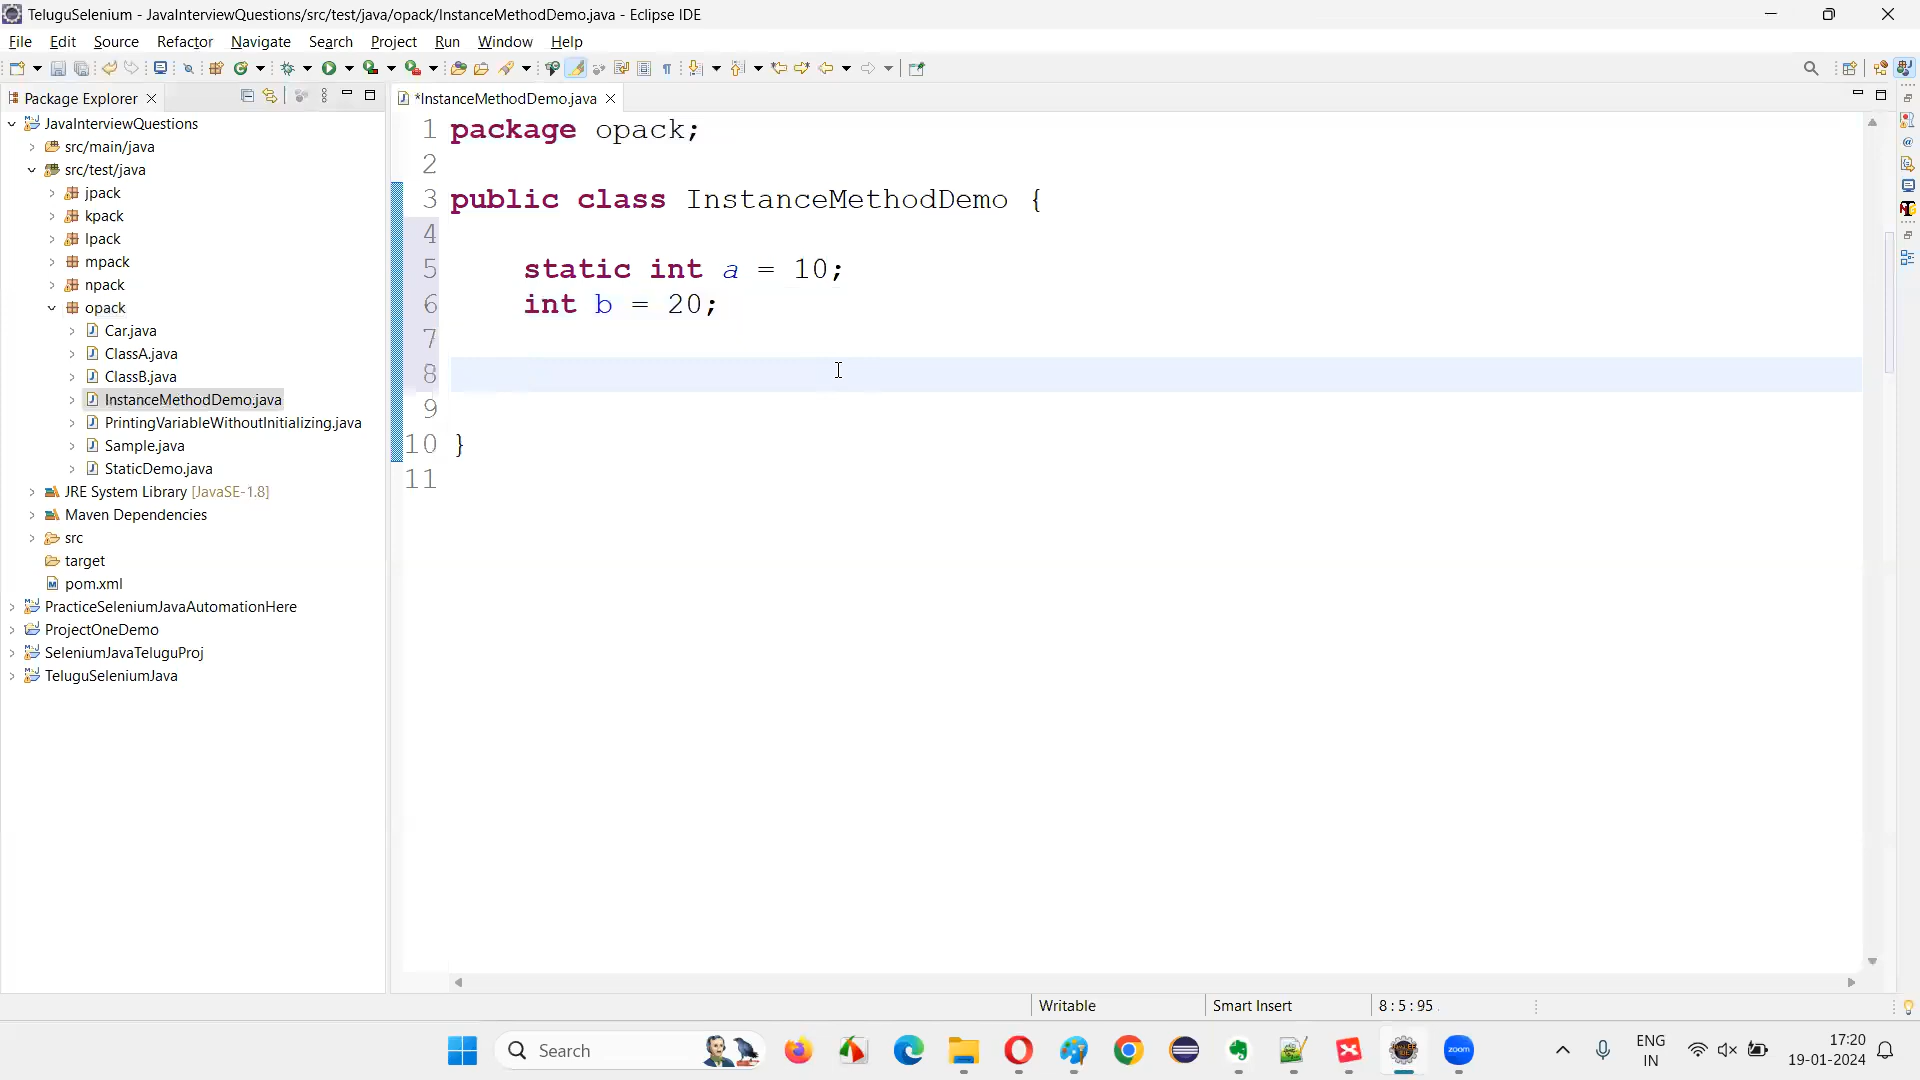 TeluguSelenium - JavaInterviewQuestions/src/test/java/opack/InstanceMethodDemo.java - Eclipse IDE
File Edit Source Refactor Navigate Search Project Run Window Help
Package Explorer
*InstanceMethodDemo.java
JavaInterviewQuestions
src/main/java
src/test/java
jpack
kpack
lpack
mpack
npack
opack
Car.java
ClassA.java
ClassB.java
InstanceMethodDemo.java
PrintingVariableWithoutInitializing.java
Sample.java
StaticDemo.java
JRE System Library [JavaSE-1.8]
Maven Dependencies
src
target
pom.xml
PracticeSeleniumJavaAutomationHere
ProjectOneDemo
SeleniumJavaTeluguProj
TeluguSeleniumJava
1 package opack;
2
3 public class InstanceMethodDemo {
4
5 static int a = 10;
6 int b = 20;
7
8
9
10 }
11
Writable Smart Insert 8 : 5 : 95
Search
zoom
ENG
IN
17:20
19-01-2024